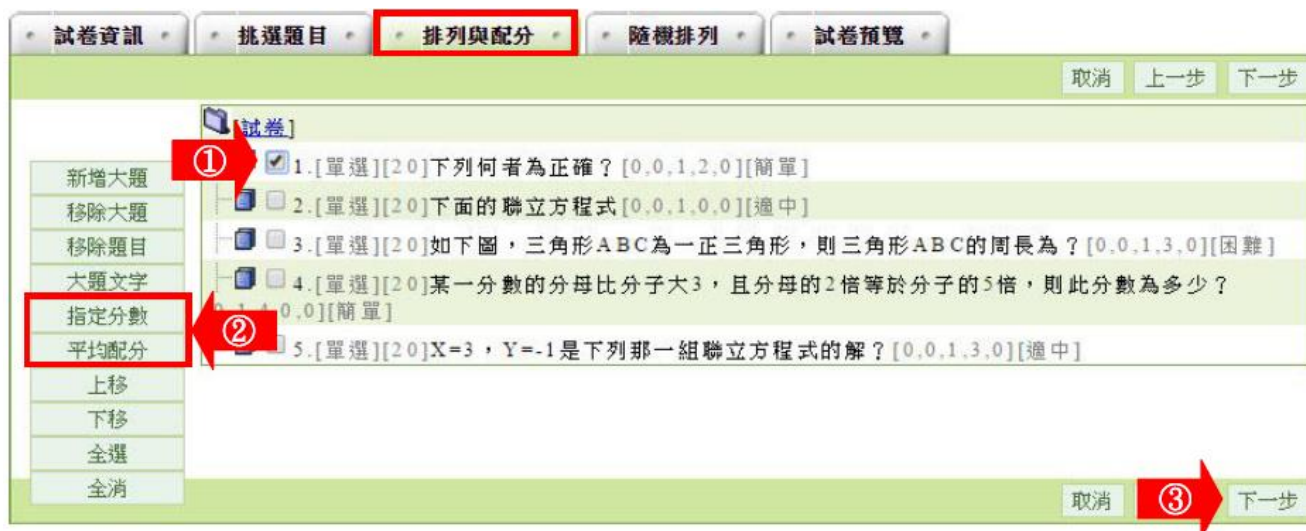 試卷資訊 挑選題目 排列與配分 隨機排列 試卷預覽
取消 上一步 下一步
[試卷]
① 1.[單選][20]下列何者為正確？[0,0,1,2,0][簡單]
2.[單選][20]下面的聯立方程式[0,0,1,0,0][適中]
3.[單選][20]如下圖，三角形ABC為一正三角形，則三角形ABC的周長為？[0,0,1,3,0][困難]
4.[單選][20]某一分數的分母比分子大3，且分母的2倍等於分子的5倍，則此分數為多少？
0,0][簡單]
5.[單選][20]X=3，Y=-1是下列那一組聯立方程式的解？[0,0,1,3,0][適中]
新增大題
移除大題
移除題目
大題文字
指定分數
②
平均配分
上移
下移
全選
全消
取消 ③ 下一步